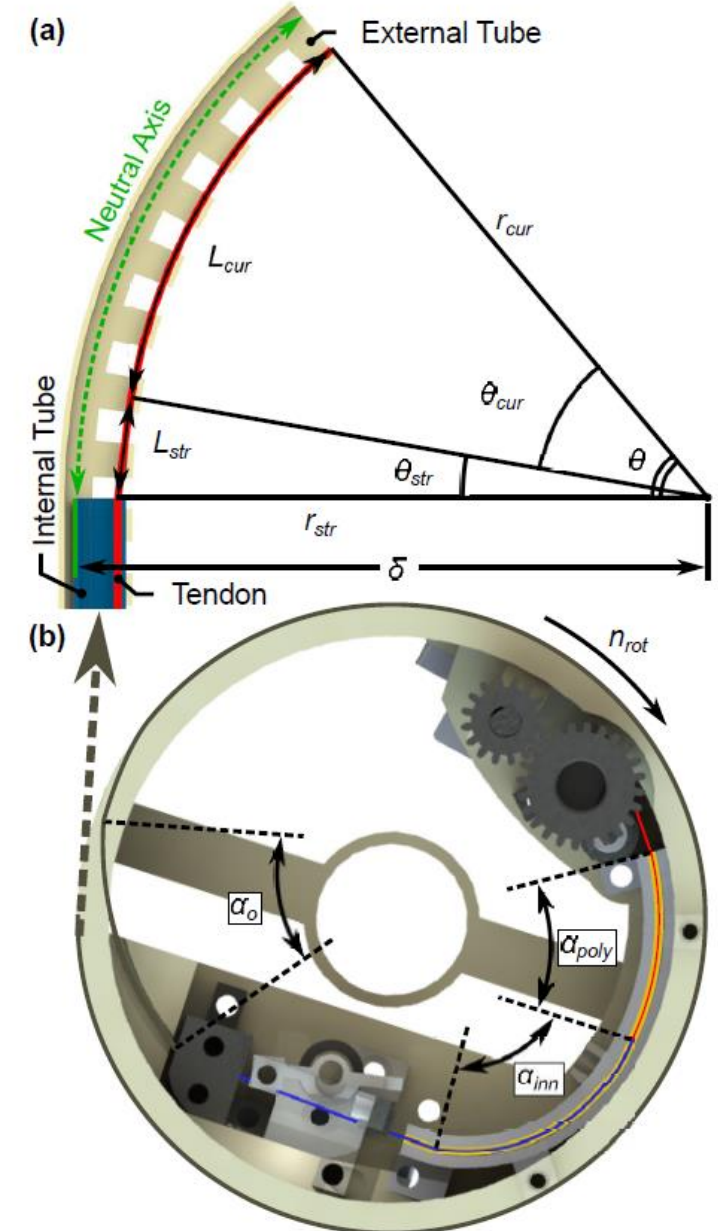 (a)
External Tube
Neutral Axis
r_cur
L_cur
θ_cur
θ
L_str
θ_str
r_str
Internal Tube
δ
Tendon
(b)
n_rot
α_o
α_poly
α_inn